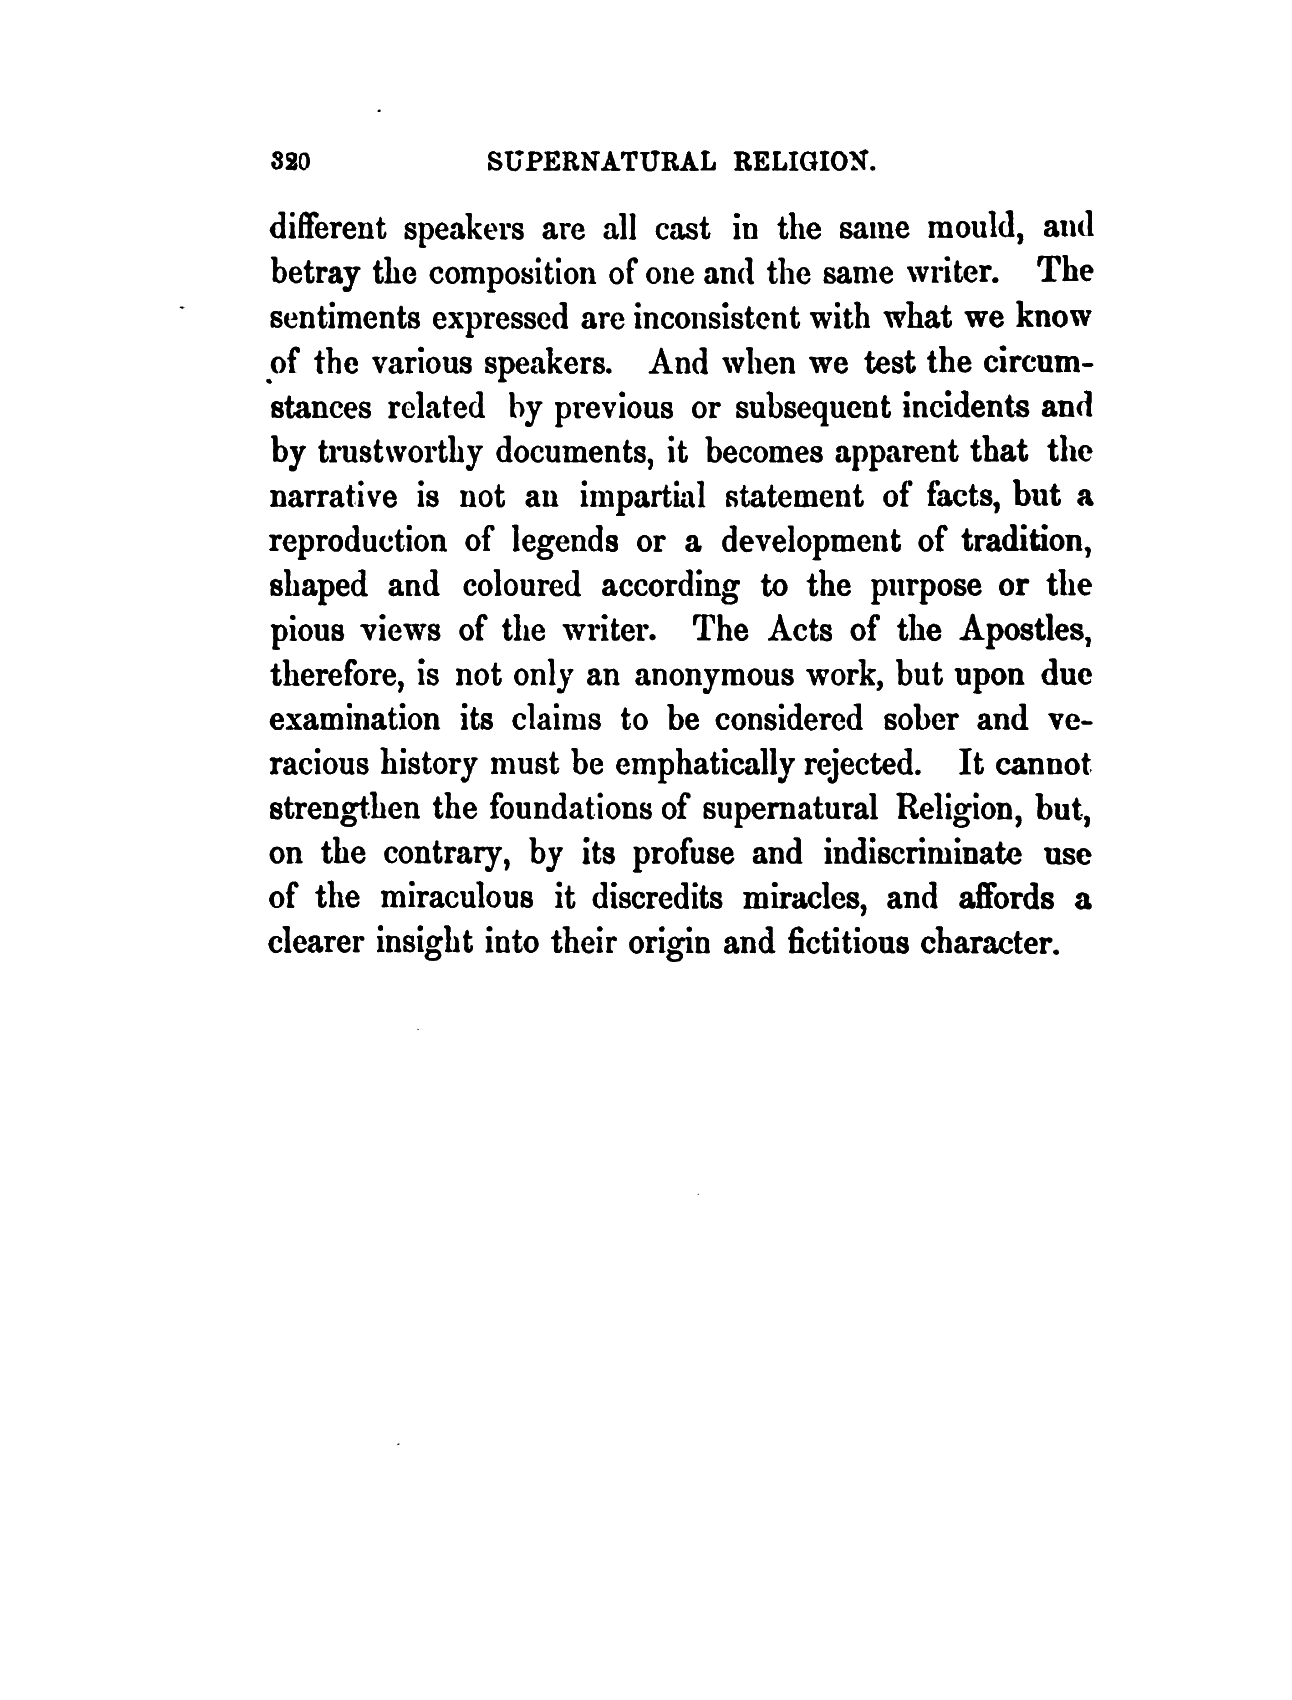 320 SUPERNATURAL RELIGION.
different speakers are all cast in the same mould, and
betray the composition of one and the same writer. The
sentiments expressed are inconsistent with what we know
of the various speakers. And when we test the circum-
stances related by previous or subsequent incidents and
by trustworthy documents, it becomes apparent that the
narrative is not an impartial statement of facts, but a
reproduction of legends or a development of tradition,
shaped and coloured according to the purpose or the
pious views of the writer. The Acts of the Apostles,
therefore, is not only an anonymous work, but upon due
examination its claims to be considered sober and ve-
racious history must be emphatically rejected. It cannot
strengthen the foundations of supernatural Religion, but,
on the contrary, by its profuse and indiscriminate use
of the miraculous it discredits miracles, and affords a
clearer insight into their origin and fictitious character.